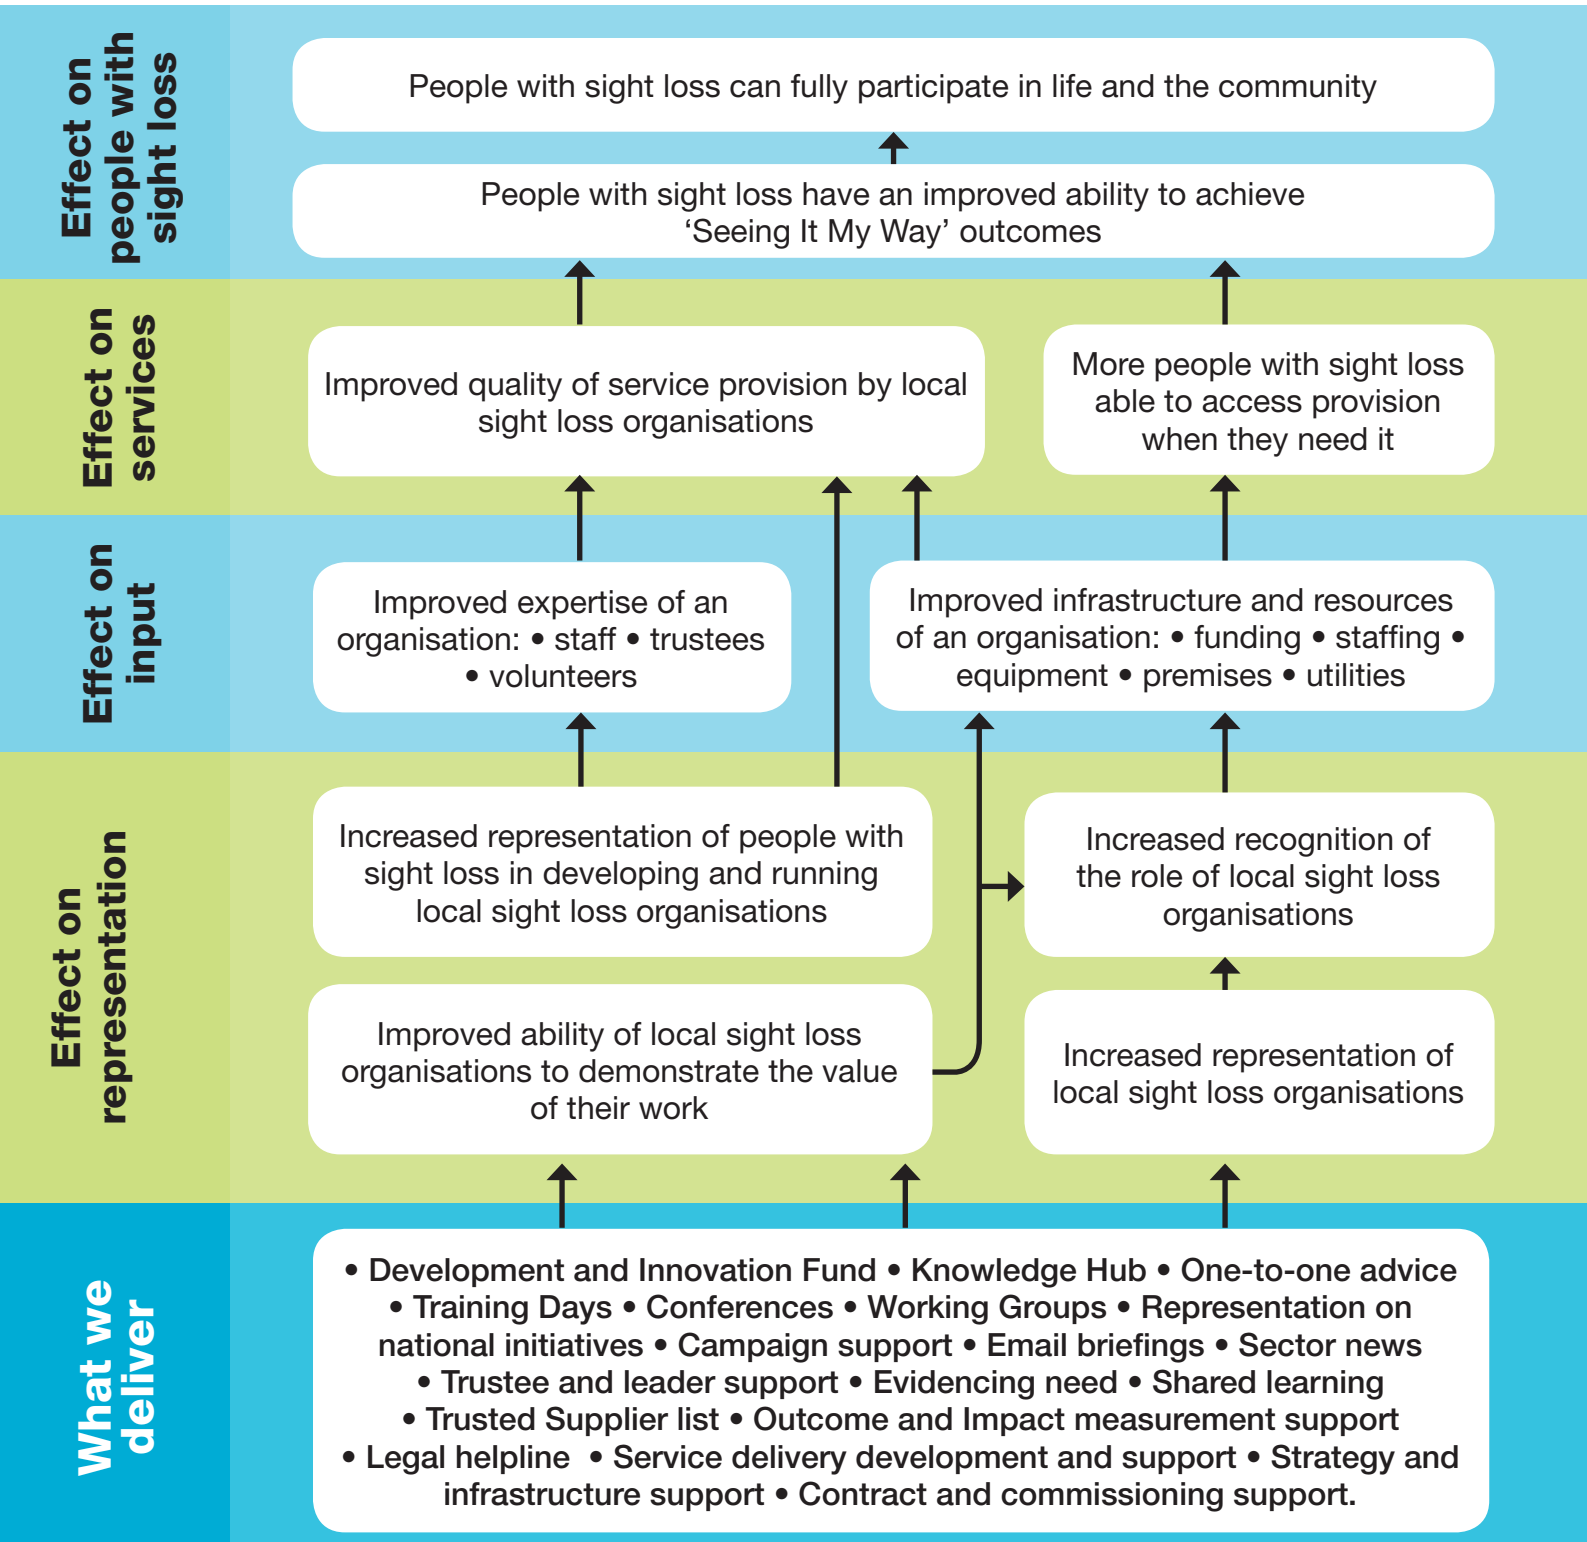 Effect on
people with
sight loss
People with sight loss can fully participate in life and the community
People with sight loss have an improved ability to achieve
‘Seeing It My Way’ outcomes
Effect on
services
Improved quality of service provision by local
sight loss organisations
More people with sight loss
able to access provision
when they need it
Effect on
input
Improved expertise of an
organisation: • staff • trustees
• volunteers
Improved infrastructure and resources
of an organisation: • funding • staffing •
equipment • premises • utilities
Effect on
representation
Increased representation of people with
sight loss in developing and running
local sight loss organisations
Increased recognition of
the role of local sight loss
organisations
Improved ability of local sight loss
organisations to demonstrate the value
of their work
Increased representation of
local sight loss organisations
What we
deliver
• Development and Innovation Fund • Knowledge Hub • One-to-one advice
• Training Days • Conferences • Working Groups • Representation on
national initiatives • Campaign support • Email briefings • Sector news
• Trustee and leader support • Evidencing need • Shared learning
• Trusted Supplier list • Outcome and Impact measurement support
• Legal helpline • Service delivery development and support • Strategy and
infrastructure support • Contract and commissioning support.